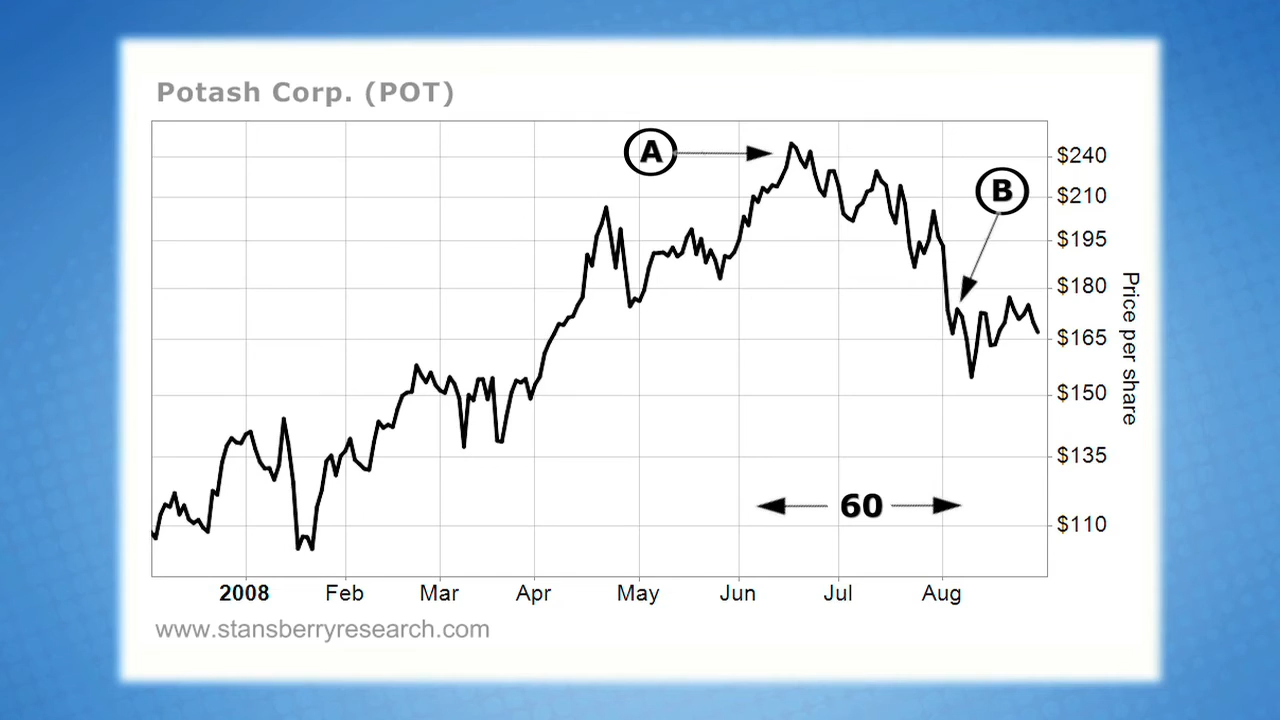 Potash Corp. (POT)
A
B
$240
$210
$195
$180
$165
$150
$135
$110
Price per share
60
2008 Feb Mar Apr May Jun Jul Aug
www.stansberryresearch.com